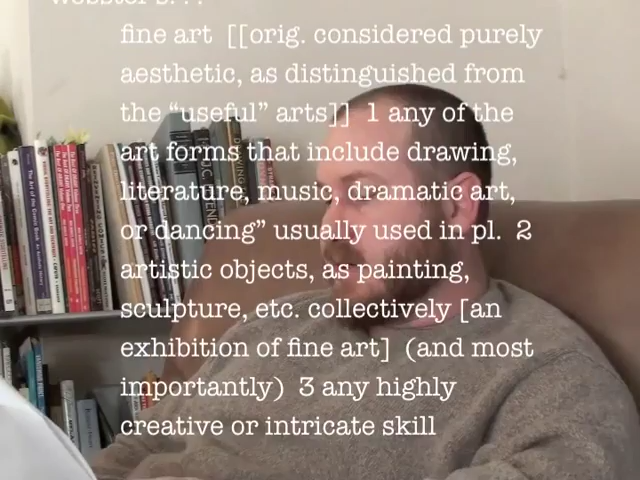 Webster's. . .
fine art  [[orig. considered purely
aesthetic, as distinguished from
the “useful” arts]]  1 any of the
art forms that include drawing,
literature, music, dramatic art,
or dancing” usually used in pl.  2
artistic objects, as painting,
sculpture, etc. collectively [an
exhibition of fine art]  (and most
importantly)  3 any highly
creative or intricate skill